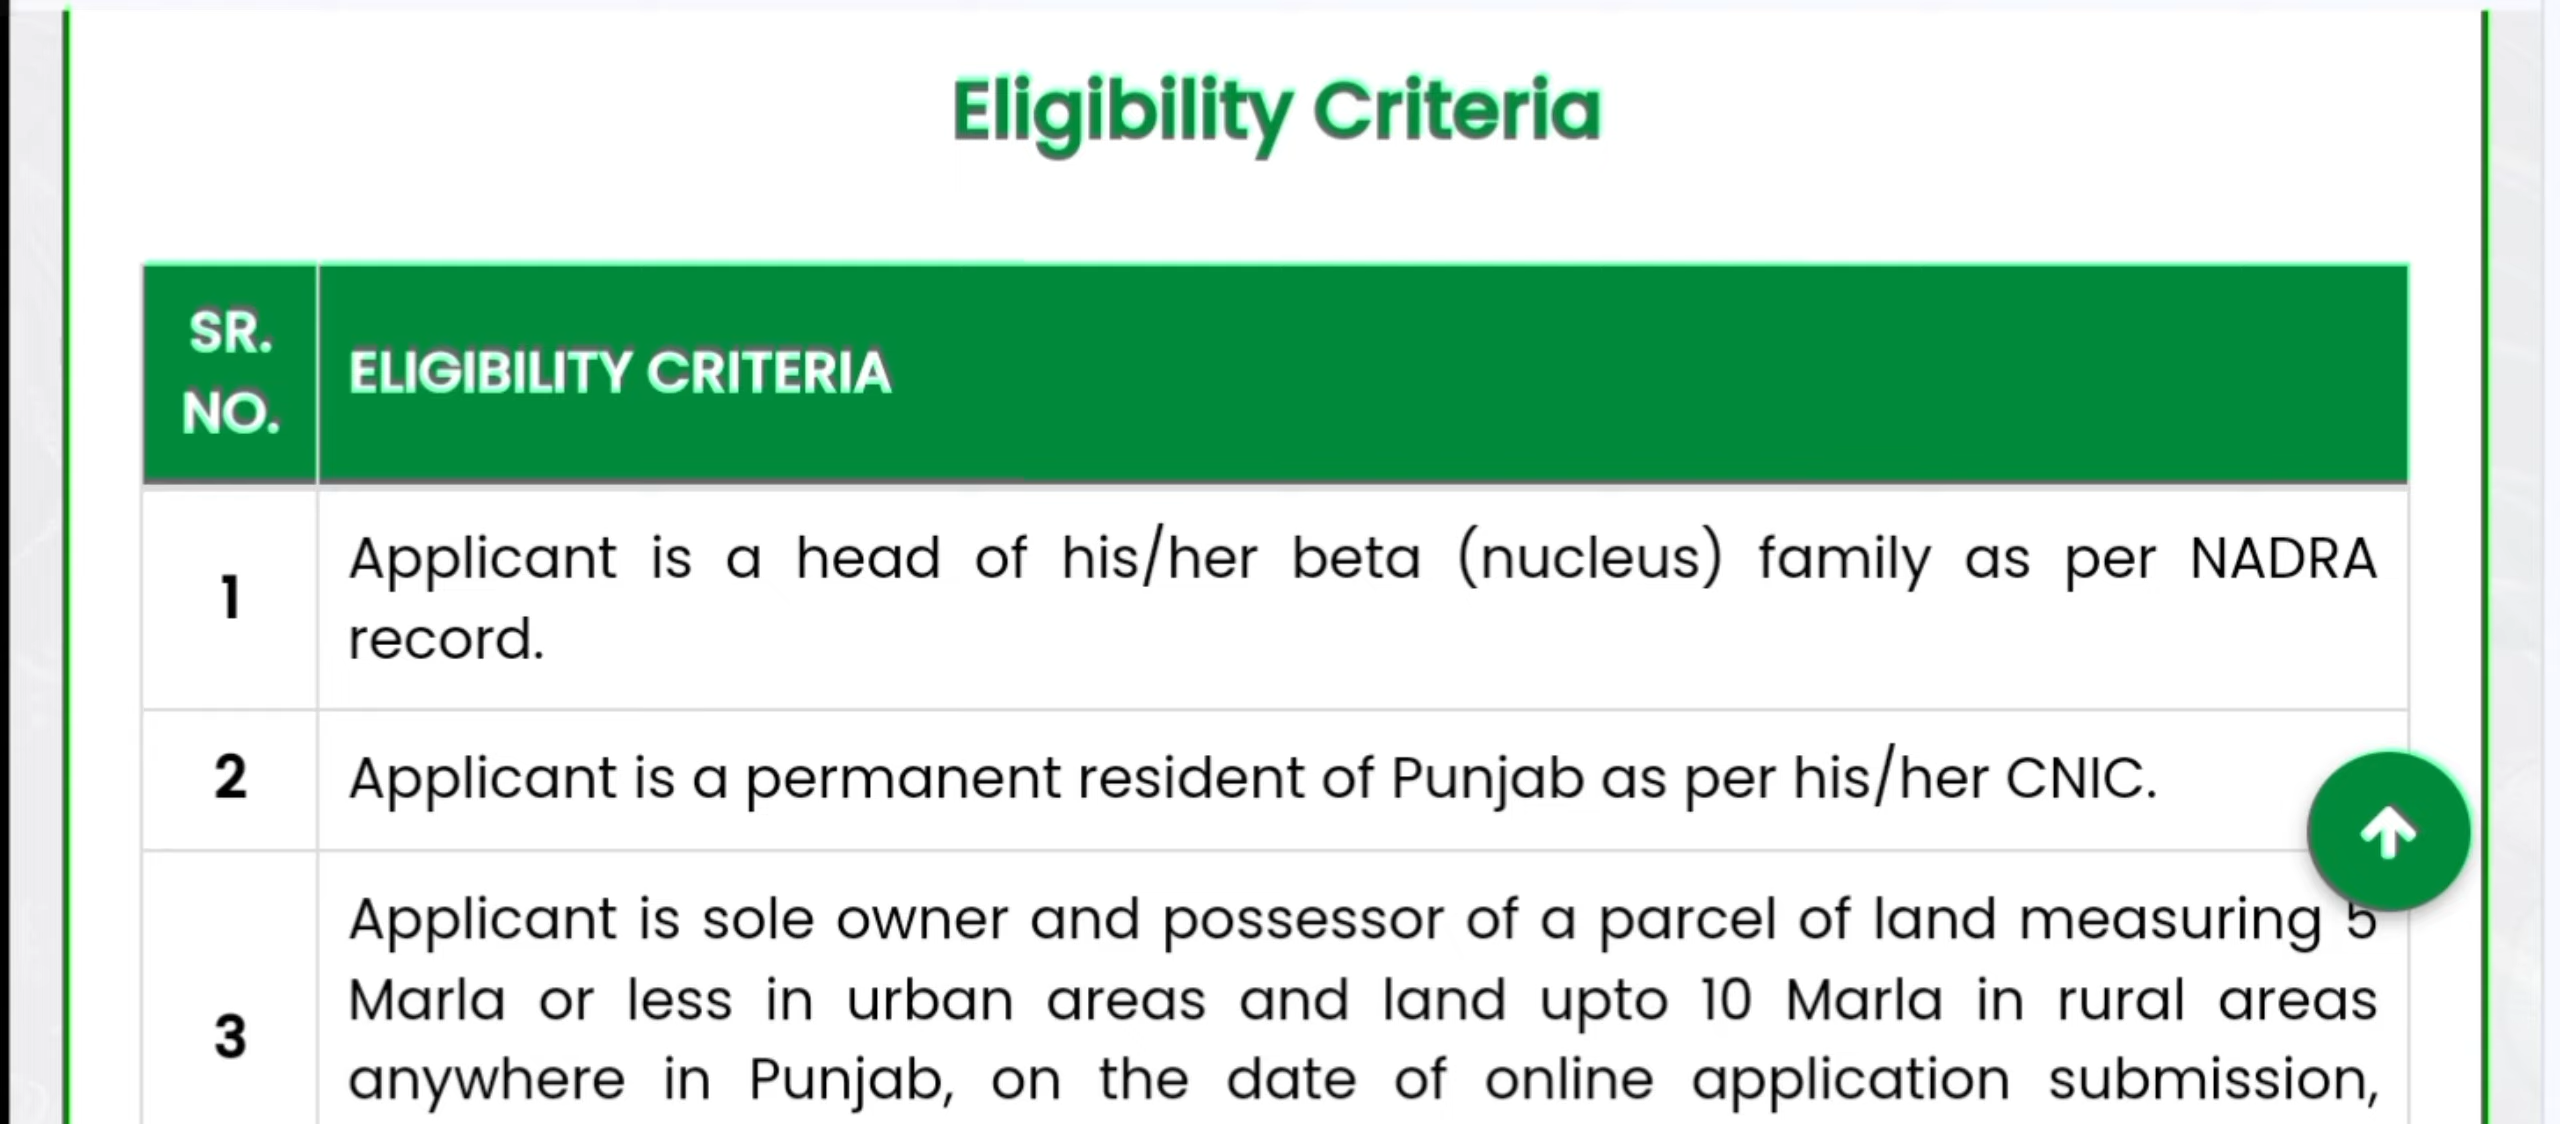 Eligibility Criteria
SR.
NO.
ELIGIBILITY CRITERIA
1
Applicant is a head of his/her beta (nucleus) family as per NADRA
record.
2
Applicant is a permanent resident of Punjab as per his/her CNIC.
3
Applicant is sole owner and possessor of a parcel of land measuring 5
Marla or less in urban areas and land upto 10 Marla in rural areas
anywhere in Punjab, on the date of online application submission,